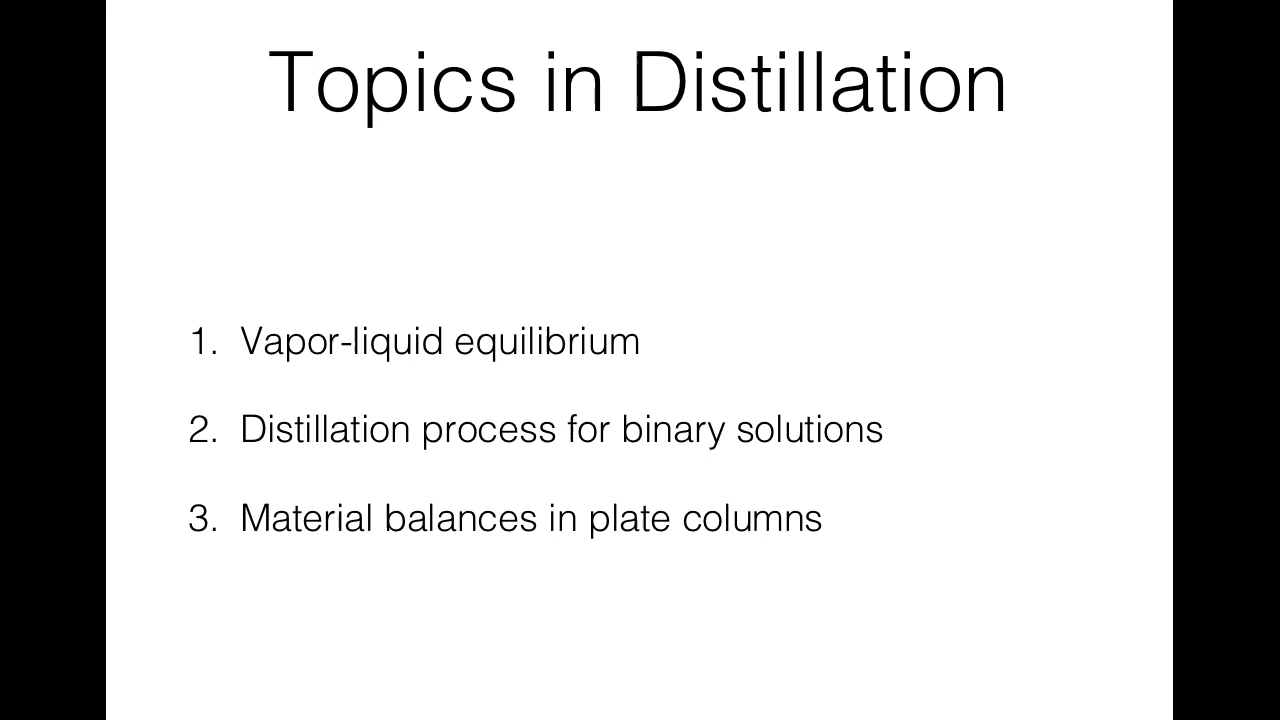 Topics in Distillation
1. Vapor-liquid equilibrium
2. Distillation process for binary solutions
3. Material balances in plate columns